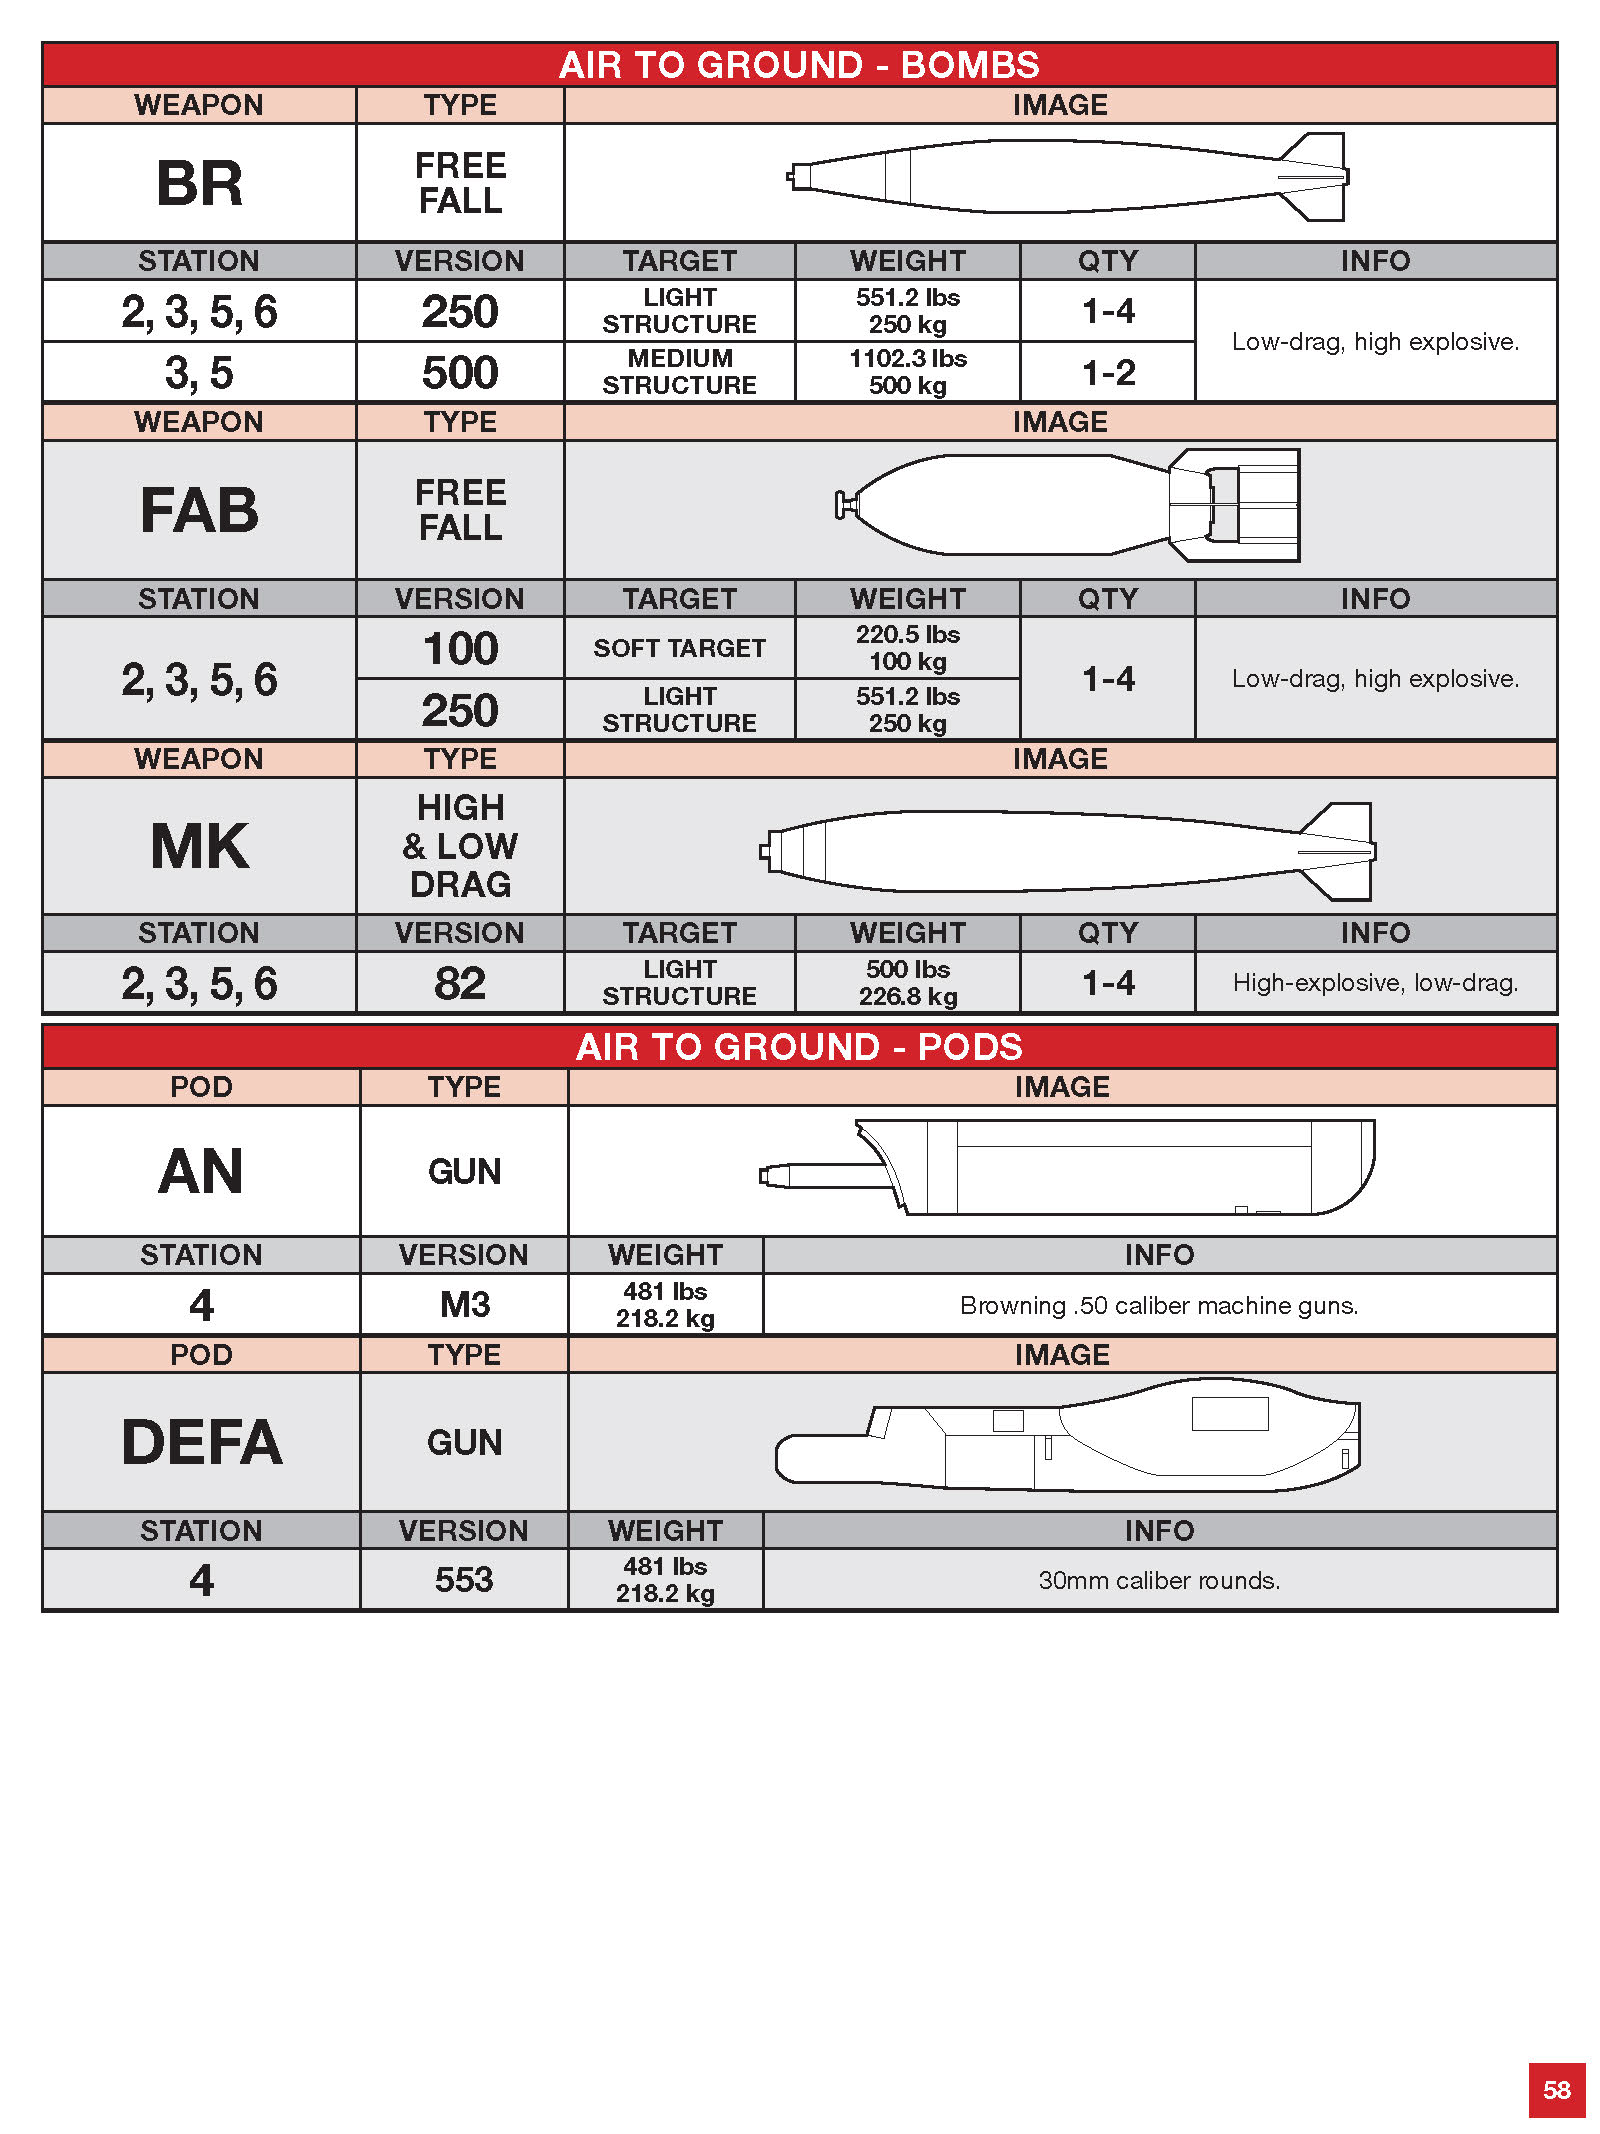 AIR TO GROUND - BOMBS
WEAPON TYPE IMAGE
BR FREE FALL
STATION VERSION TARGET WEIGHT QTY INFO
2, 3, 5, 6 250 LIGHT STRUCTURE 551.2 lbs 250 kg 1-4 Low-drag, high explosive.
3, 5 500 MEDIUM STRUCTURE 1102.3 lbs 500 kg 1-2
WEAPON TYPE IMAGE
FAB FREE FALL
STATION VERSION TARGET WEIGHT QTY INFO
2, 3, 5, 6 100 SOFT TARGET 220.5 lbs 100 kg 1-4 Low-drag, high explosive.
250 LIGHT STRUCTURE 551.2 lbs 250 kg
WEAPON TYPE IMAGE
MK HIGH & LOW DRAG
STATION VERSION TARGET WEIGHT QTY INFO
2, 3, 5, 6 82 LIGHT STRUCTURE 500 lbs 226.8 kg 1-4 High-explosive, low-drag.
AIR TO GROUND - PODS
POD TYPE IMAGE
AN GUN
STATION VERSION WEIGHT INFO
4 M3 481 lbs 218.2 kg Browning .50 caliber machine guns.
POD TYPE IMAGE
DEFA GUN
STATION VERSION WEIGHT INFO
4 553 481 lbs 218.2 kg 30mm caliber rounds.
58